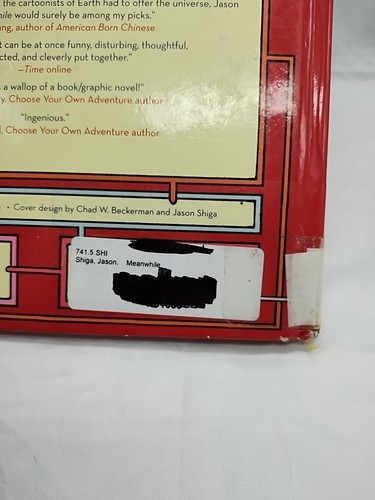 the cartoonists of Earth had to offer the universe, Jason
hile would surely be among my picks."
ng, author of American Born Chinese
can be at once funny, disturbing, thoughtful,
cted, and cleverly put together."
—Time online
s a wallop of a book/graphic novel!"
y, Choose Your Own Adventure author
"Ingenious."
l, Choose Your Own Adventure author
• Cover design by Chad W. Beckerman and Jason Shiga
741.5 SHI
Shiga, Jason. Meanwhile